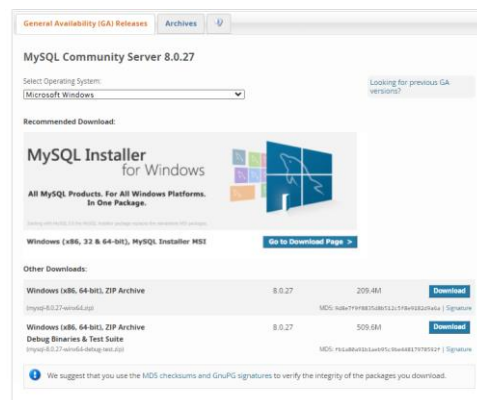 General Availability (GA) Releases
Archives
MySQL Community Server 8.0.27
Select Operating System:
Looking for previous GA
versions?
Microsoft Windows
Recommended Download:
MySQL Installer
for Windows
All MySQL Products. For All Windows Platforms.
In One Package.
Windows (x86, 32 & 64-bit), MySQL Installer MSI
Go to Download Page >
Other Downloads:
Windows (x86, 64-bit), ZIP Archive
8.0.27
209.4M
Download
(mysql-8.0.27-winx64.zip)
MD5: | Signature
Windows (x86, 64-bit), ZIP Archive
8.0.27
509.6M
Download
Debug Binaries & Test Suite
(mysql-8.0.27-winx64-debug-test.zip)
MD5: | Signature
We suggest that you use the MD5 checksums and GnuPG signatures to verify the integrity of the packages you download.